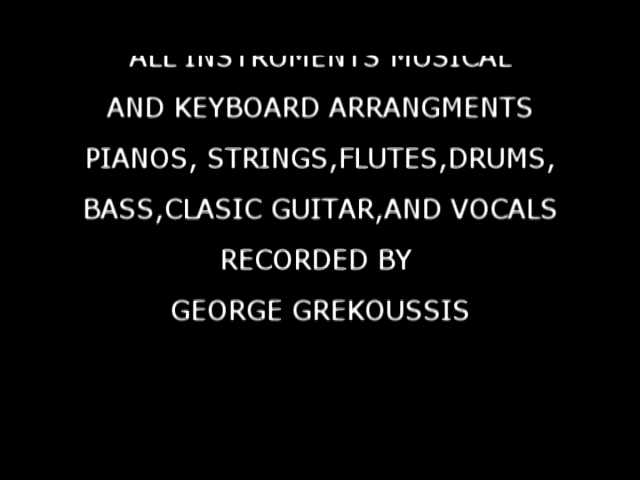 ALL INSTRUMENTS MUSICAL
AND KEYBOARD ARRANGMENTS
PIANOS, STRINGS,FLUTES,DRUMS,
BASS,CLASIC GUITAR,AND VOCALS
RECORDED BY
GEORGE GREKOUSSIS